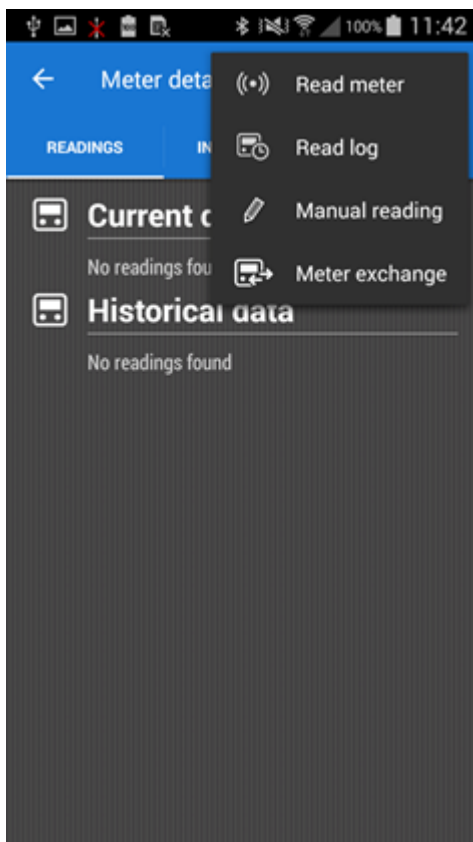 100% 11:42
Meter deta
READINGS IN
Read meter
Read log
Manual reading
Meter exchange
Current
No readings fou
Historical data
No readings found